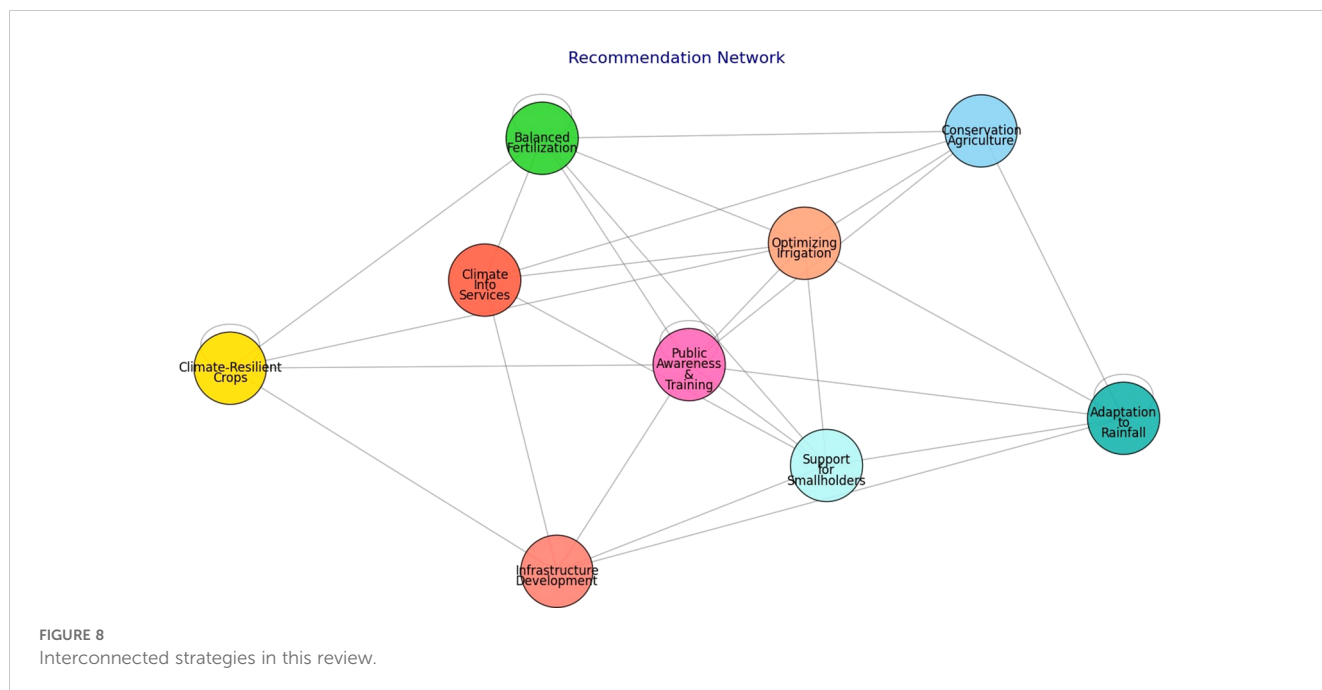 Recommendation Network
Balanced
Fertilization
Conservation
Agriculture
Optimizing
Irrigation
Climate
Info
Services
Climate-Resilient
Crops
Public
Awareness
&
Training
Adaptation
to
Rainfall
Support
for
Smallholders
Infrastructure
Development
FIGURE 8
Interconnected strategies in this review.